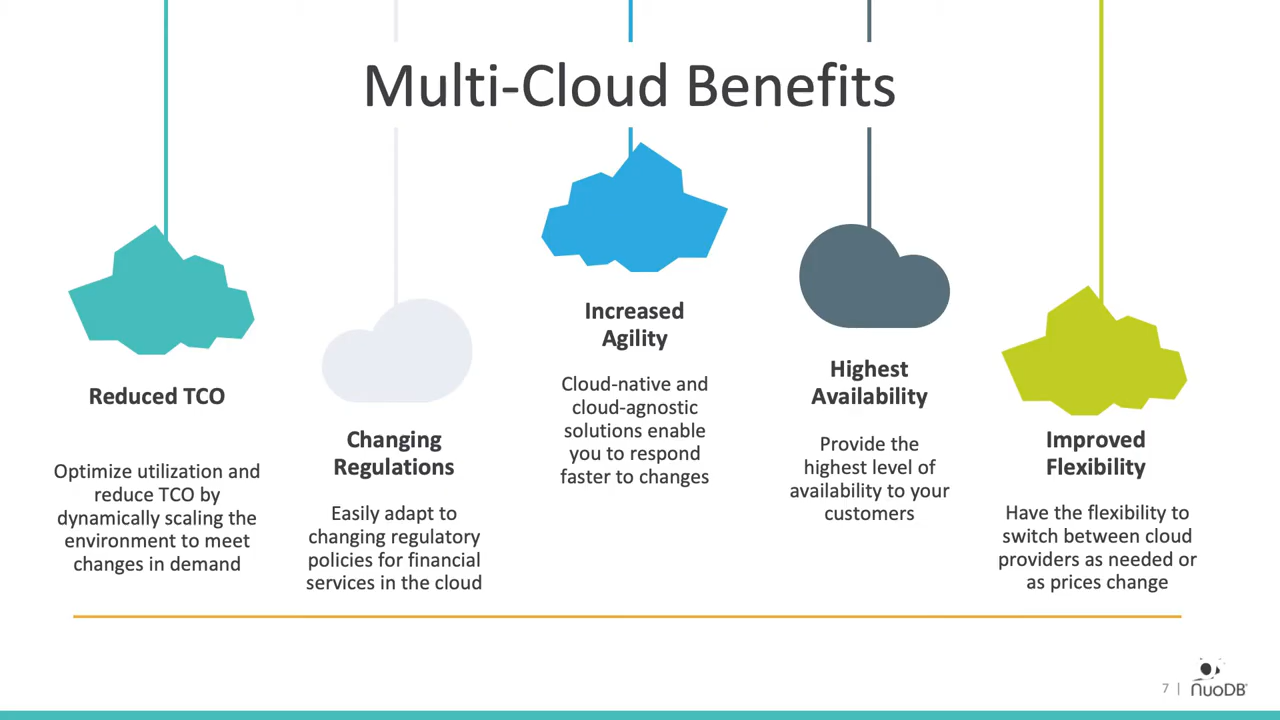 Multi-Cloud Benefits
Reduced TCO
Optimize utilization and
reduce TCO by
dynamically scaling the
environment to meet
changes in demand
Changing
Regulations
Easily adapt to
changing regulatory
policies for financial
services in the cloud
Increased
Agility
Cloud-native and
cloud-agnostic
solutions enable
you to respond
faster to changes
Highest
Availability
Provide the
highest level of
availability to your
customers
Improved
Flexibility
Have the flexibility to
switch between cloud
providers as needed or
as prices change
7 |
NuoDB